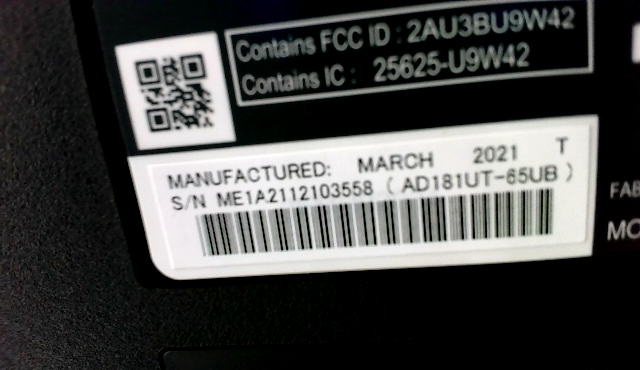 Contains FCC ID : 2AU3BU9W42
Contains IC : 25625-U9W42
MANUFACTURED: MARCH 2021 T
S/N ME1A2112103558 ( AD181UT-65UB )